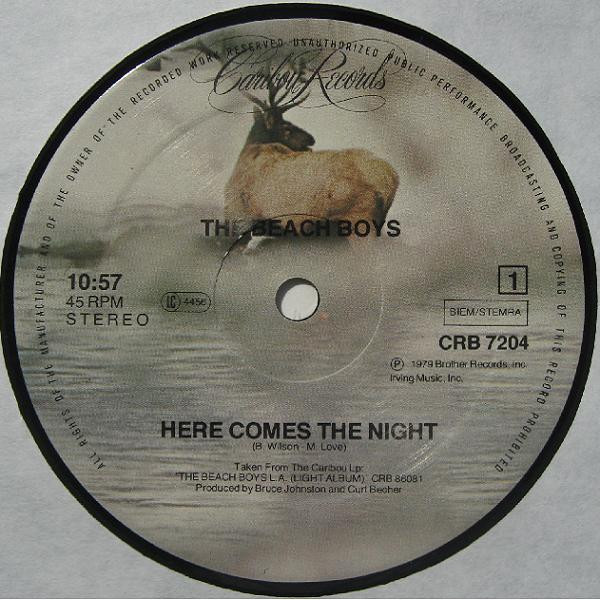 ALL RIGHTS OF THE MANUFACTURER AND OF THE OWNER OF THE RECORDED WORK RESERVED UNAUTHORIZED PUBLIC PERFORMANCE BROADCASTING AND COPYING OF THIS RECORD PROHIBITED
Caribou Records
THE BEACH BOYS
10:57
45 RPM
STEREO
LC 4456
1
BIEM/STEMRA
CRB 7204
℗ 1979 Brother Records, Inc.
Irving Music, Inc.
HERE COMES THE NIGHT
(B. Wilson - M. Love)
Taken From The Caribou Lp:
"THE BEACH BOYS L.A. (LIGHT ALBUM)" CRB 86081
Produced by Bruce Johnston and Curt Becher